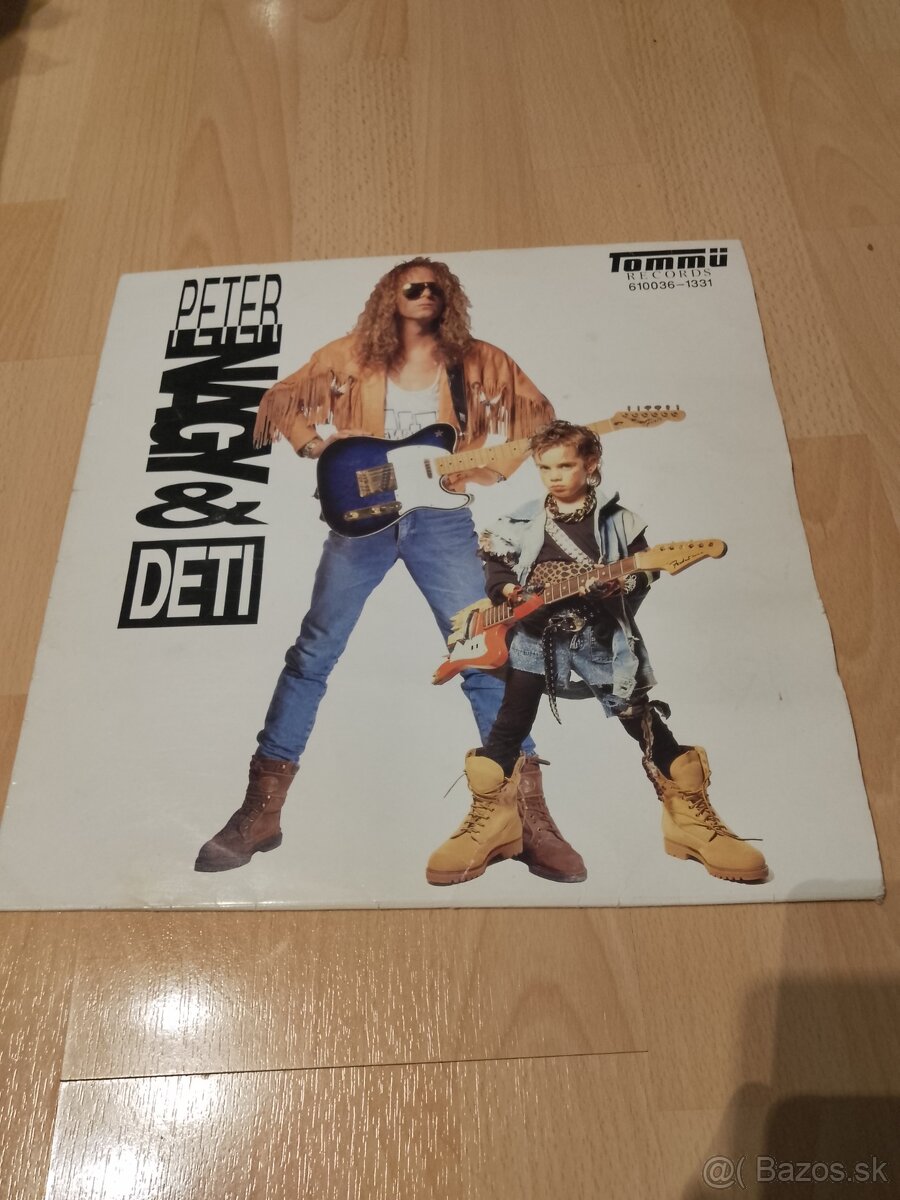 PETER
NAGY
&
DETI
Tommü
RECORDS
610036-1331
@( Bazos.sk